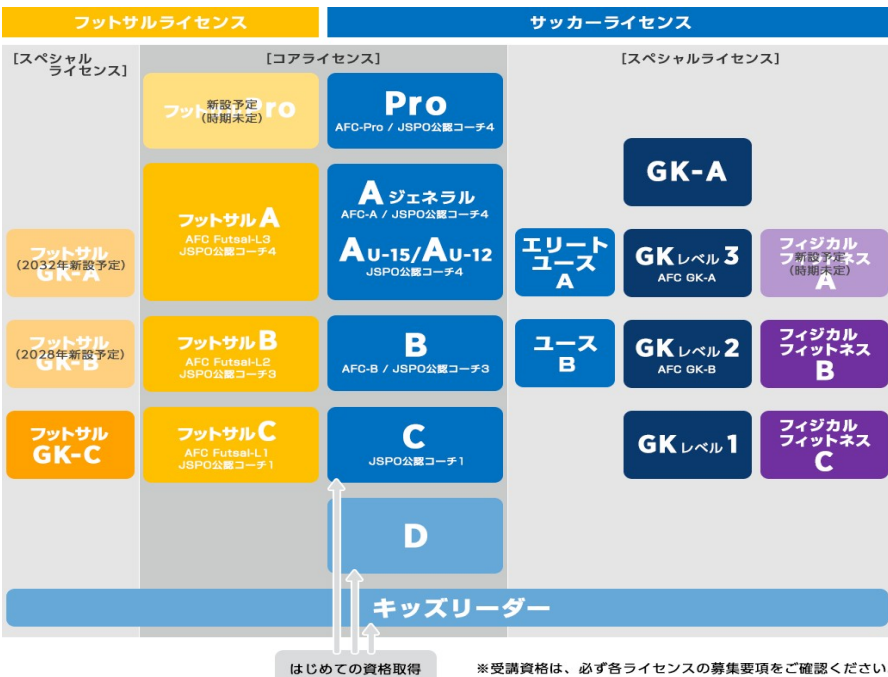 フットサルライセンス
サッカーライセンス
[スペシャル
ライセンス]
[コアライセンス]
[スペシャルライセンス]
フットサルPro
新設予定
(時期未定)
Pro
AFC-Pro / JSPO公認コーチ4
GK-A
フットサルA
AFC Futsal-L3
JSPO公認コーチ4
Aジェネラル
AFC-A / JSPO公認コーチ4
AU-15/AU-12
JSPO公認コーチ4
フットサル
(2032年新設予定)
GK-A
エリート
ユース
A
GKレベル3
AFC GK-A
フィジカル
フィットネス
新設予定
(時期未定)
A
フットサル
(2028年新設予定)
GK-B
フットサルB
AFC Futsal-L2
JSPO公認コーチ3
B
AFC-B / JSPO公認コーチ3
ユース
B
GKレベル2
AFC GK-B
フィジカル
フィットネス
B
フットサル
GK-C
フットサルC
AFC Futsal-L1
JSPO公認コーチ1
C
JSPO公認コーチ1
GKレベル1
フィジカル
フィットネス
C
D
キッズリーダー
はじめての資格取得
※受講資格は、必ず各ライセンスの募集要項をご確認ください